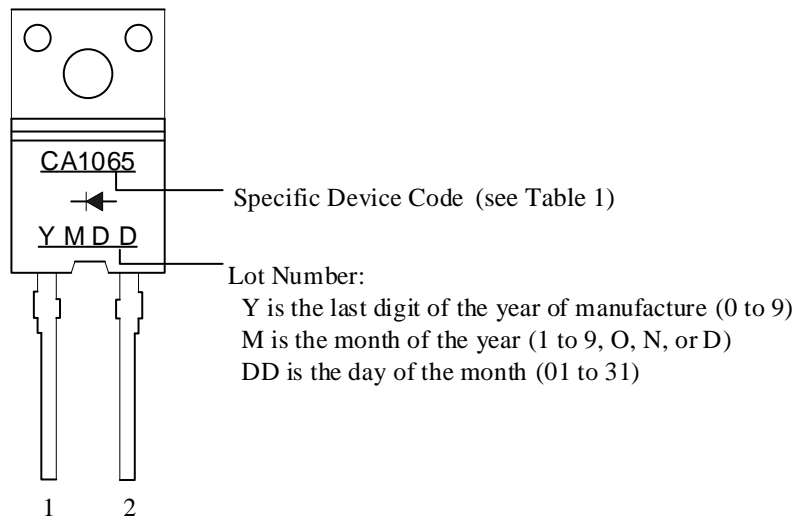 CA1065
Specific Device Code (see Table 1)
Y M D D
Lot Number:
Y is the last digit of the year of manufacture (0 to 9)
M is the month of the year (1 to 9, O, N, or D)
DD is the day of the month (01 to 31)
1 2